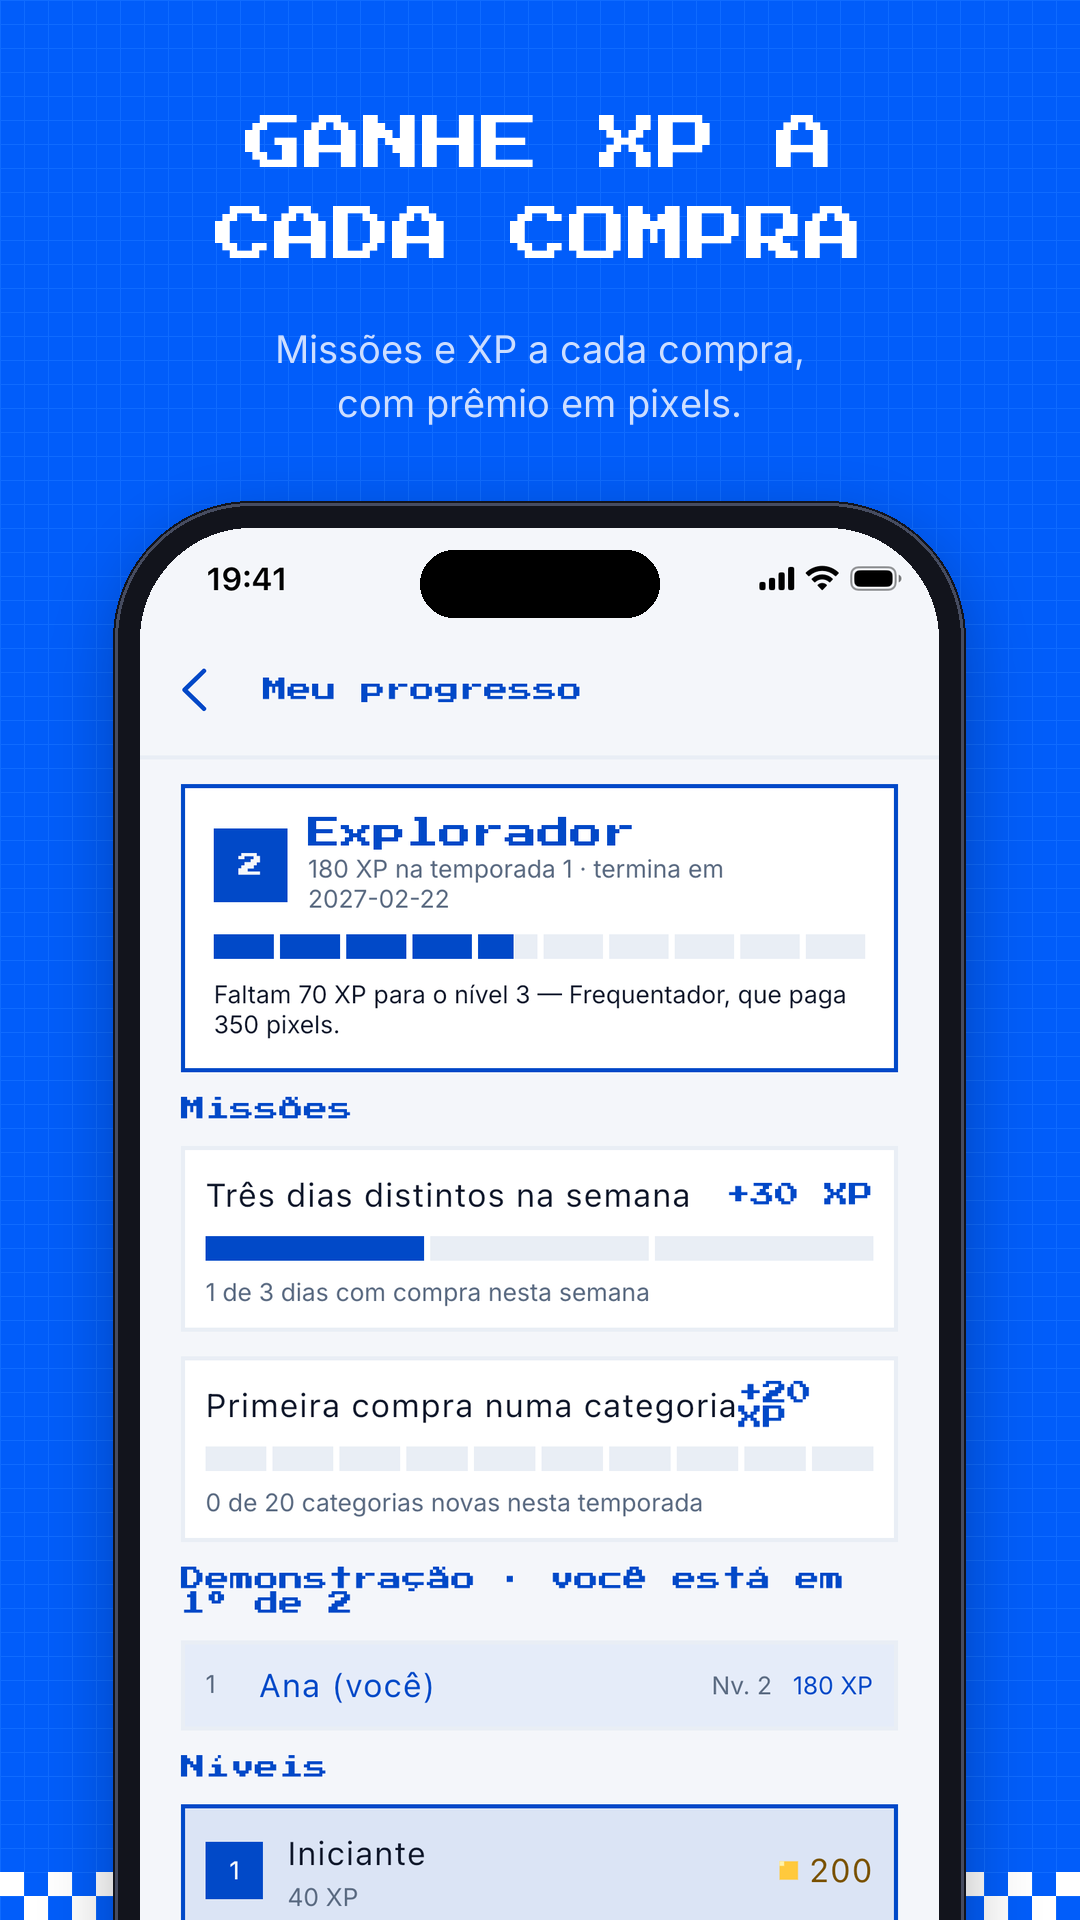 GANHE XP A
CADA COMPRA
Missões e XP a cada compra,
com prêmio em pixels.
19:41
Meu progresso
2
Explorador
180 XP na temporada 1 · termina em
2027-02-22
Faltam 70 XP para o nível 3 — Frequentador, que paga
350 pixels.
Missões
Três dias distintos na semana +30 XP
1 de 3 dias com compra nesta semana
Primeira compra numa categoria +20
XP
0 de 20 categorias novas nesta temporada
Demonstração · você está em
1º de 2
1 Ana (você) Nv. 2 180 XP
Níveis
1 Iniciante 200
40 XP